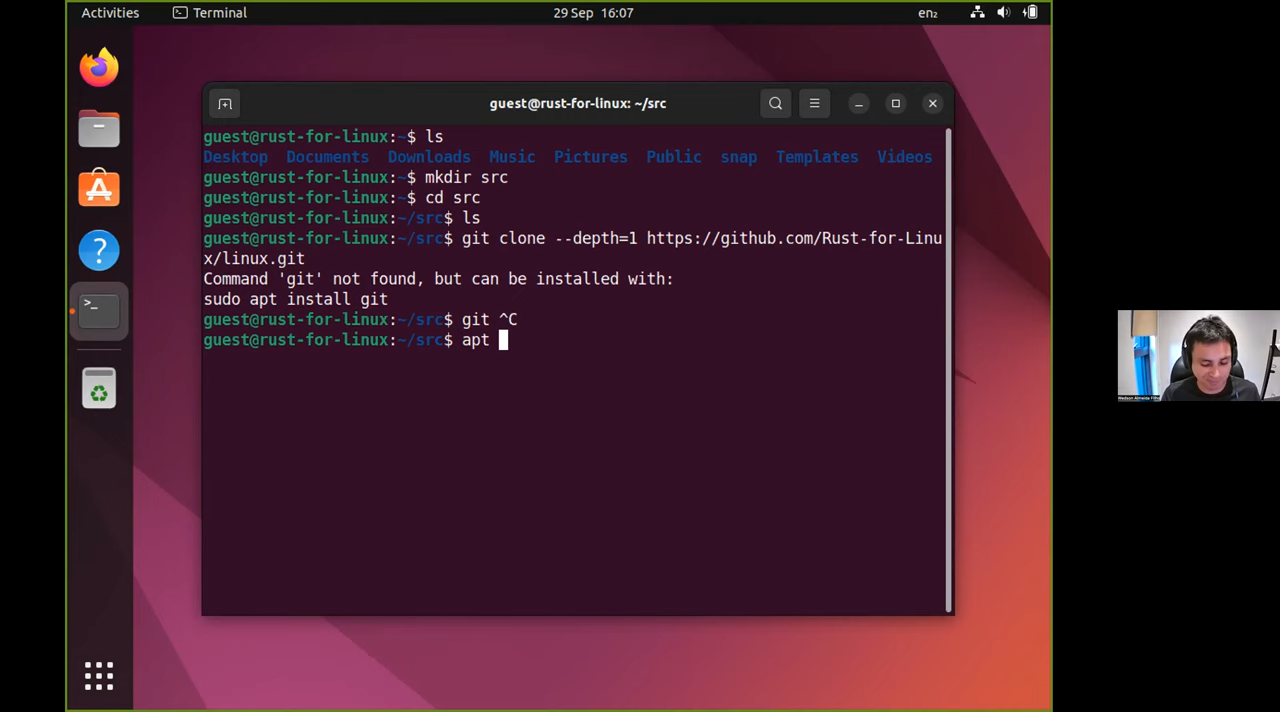 Activities
Terminal
29 Sep 16:07
en₂
guest@rust-for-linux: ~/src
guest@rust-for-linux:~$ ls
Desktop Documents Downloads Music Pictures Public snap Templates Videos
guest@rust-for-linux:~$ mkdir src
guest@rust-for-linux:~$ cd src
guest@rust-for-linux:~/src$ ls
guest@rust-for-linux:~/src$ git clone --depth=1 https://github.com/Rust-for-Linu
x/linux.git
Command 'git' not found, but can be installed with:
sudo apt install git
guest@rust-for-linux:~/src$ git ^C
guest@rust-for-linux:~/src$ apt
Wedson Almeida Filho